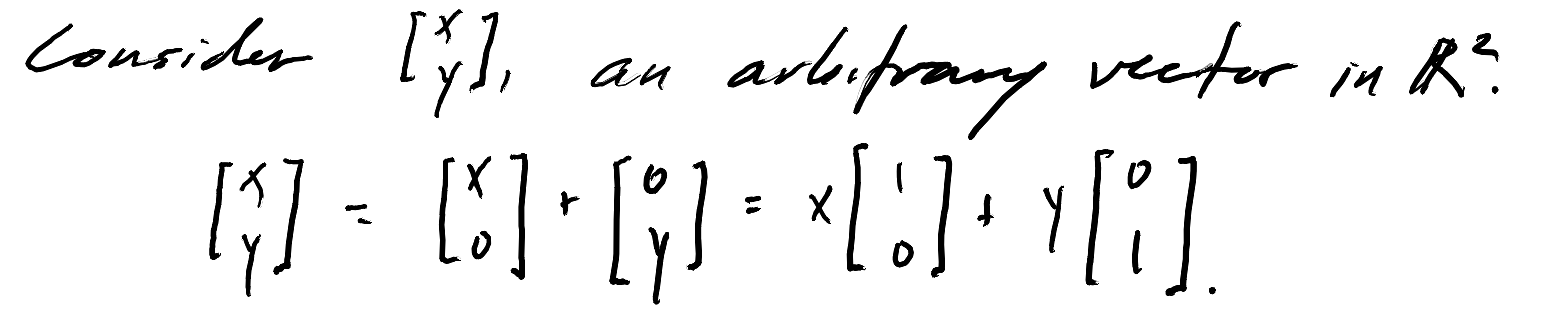 Consider $\begin{bmatrix} x \\ y \end{bmatrix}$, an arbitrary vector in $\mathbb{R}^2$.
$\begin{bmatrix} x \\ y \end{bmatrix} = \begin{bmatrix} x \\ 0 \end{bmatrix} + \begin{bmatrix} 0 \\ y \end{bmatrix} = x \begin{bmatrix} 1 \\ 0 \end{bmatrix} + y \begin{bmatrix} 0 \\ 1 \end{bmatrix}.$